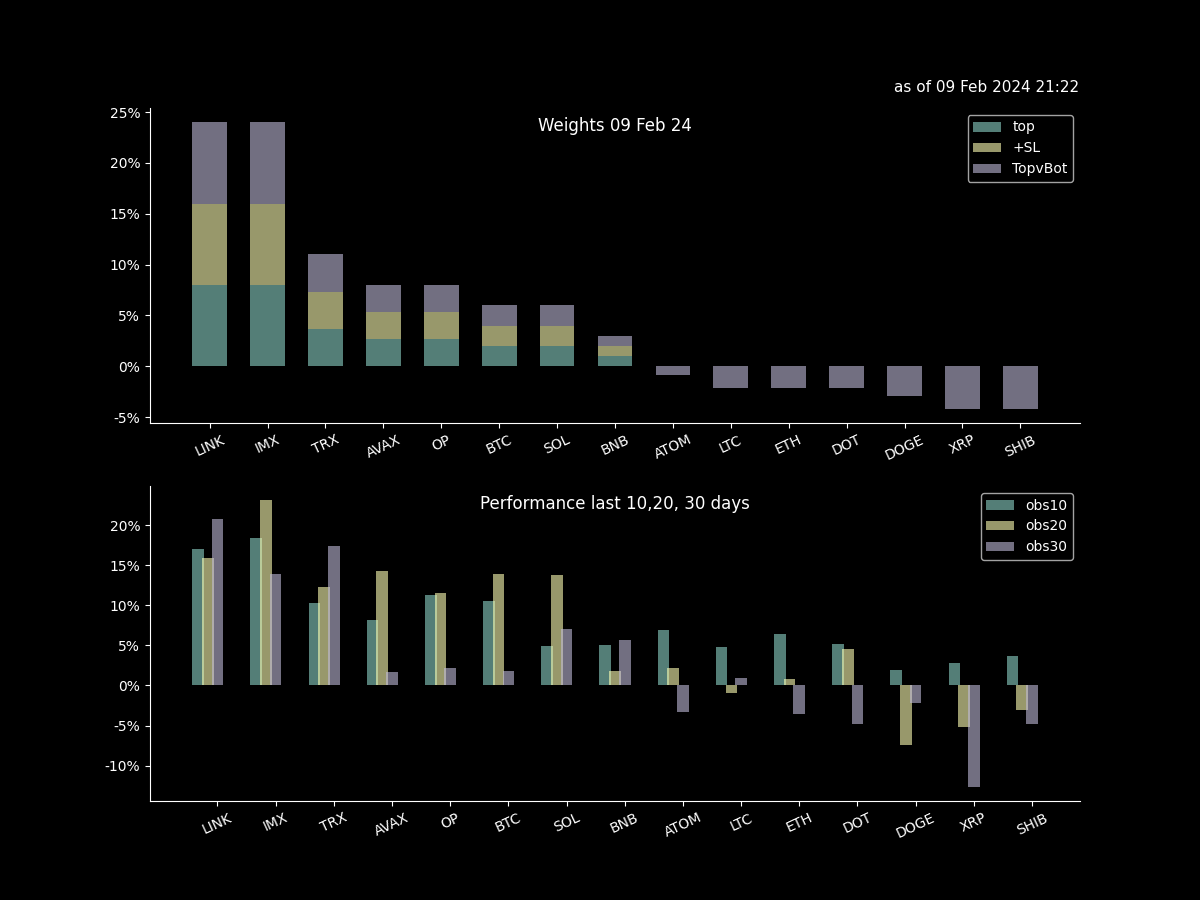 as of 09 Feb 2024 21:22
Weights 09 Feb 24
25%
20%
15%
10%
5%
0%
-5%
top
+SL
TopvBot
LINK IMX TRX AVAX OP BTC SOL BNB ATOM LTC ETH DOT DOGE XRP SHIB
Performance last 10,20, 30 days
20%
15%
10%
5%
0%
-5%
-10%
obs10
obs20
obs30
LINK IMX TRX AVAX OP BTC SOL BNB ATOM LTC ETH DOT DOGE XRP SHIB